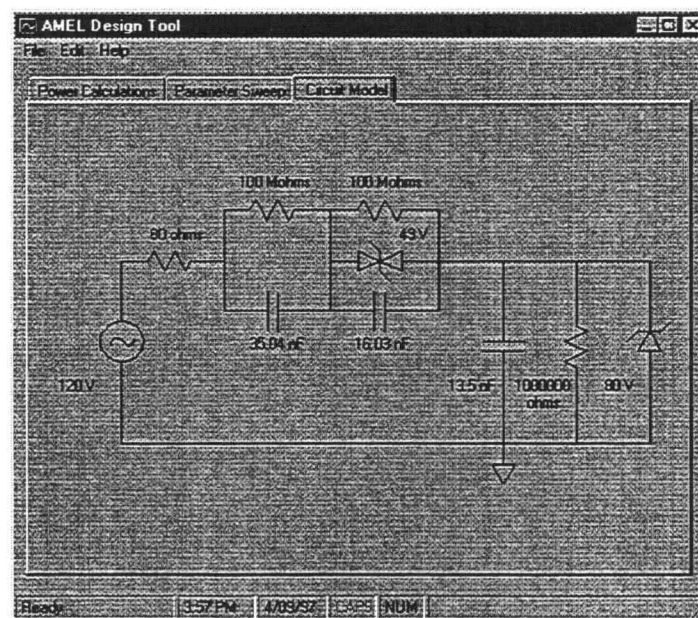 AMEL Design Tool
File Edit Help
Power Calculations Parameter Sweep Circuit Model
100 Mohms 100 Mohms
80 ohms 43 V
35.84 nF 16.03 nF
120 V 13.5 nF 1000000 80 V
ohms
Ready 3:57 PM 4/09/97 CAPS NUM